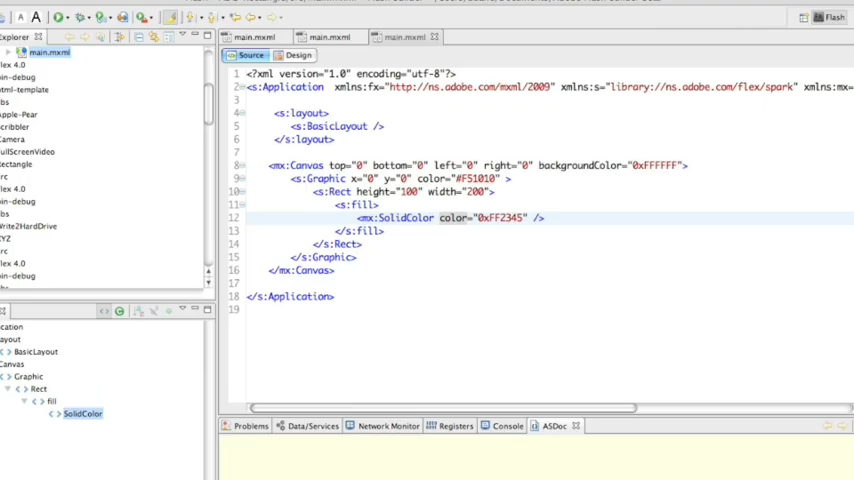 Flash
Explorer
main.mxml
main.mxml
main.mxml
main.mxml
Flex 4.0
bin-debug
html-template
bs
Apple-Pear
Scribbler
Camera
FullScreenVideo
Rectangle
src
flex 4.0
bin-debug
bs
Write2HardDrive
XYZ
src
flex 4.0
bin-debug
Source
Design
1 <?xml version="1.0" encoding="utf-8"?>
2 <s:Application xmlns:fx="http://ns.adobe.com/mxml/2009" xmlns:s="library://ns.adobe.com/flex/spark" xmlns:mx=
3
4 <s:layout>
5 <s:BasicLayout />
6 </s:layout>
7
8 <mx:Canvas top="0" bottom="0" left="0" right="0" backgroundColor="0xFFFFFF">
9 <s:Graphic x="0" y="0" color="#F51010" >
10 <s:Rect height="100" width="200">
11 <s:fill>
12 <mx:SolidColor color="0xFF2345" />
13 </s:fill>
14 </s:Rect>
15 </s:Graphic>
16 </mx:Canvas>
17
18 </s:Application>
19
ication
ayout
BasicLayout
Canvas
Graphic
Rect
fill
SolidColor
Problems
Data/Services
Network Monitor
Registers
Console
ASDoc